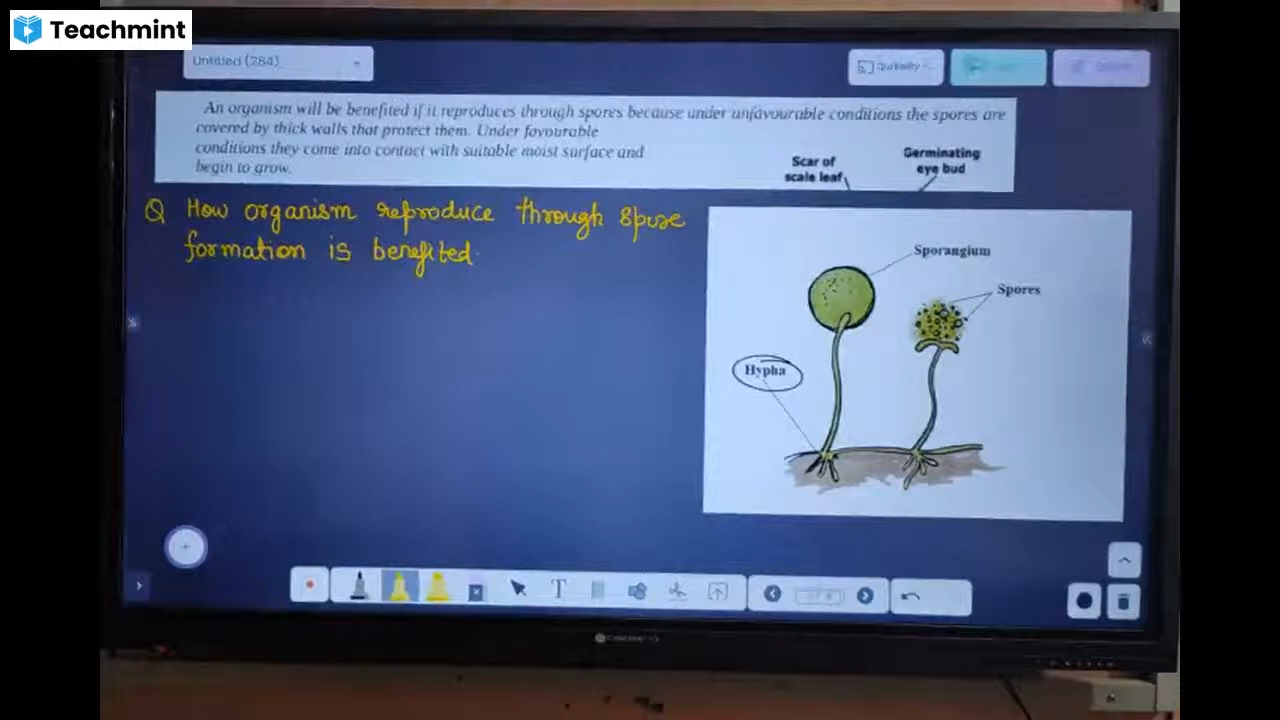 Teachmint
Untitled (284)
An organism will be benefited if it reproduces through spores because under unfavourable conditions the spores are
covered by thick walls that protect them. Under favourable
conditions they come into contact with suitable moist surface and
begin to grow.
Scar of
scale leaf
Germinating
eye bud
Q How organism reproduce through spore
formation is benefited.
Sporangium
Spores
Hypha
T